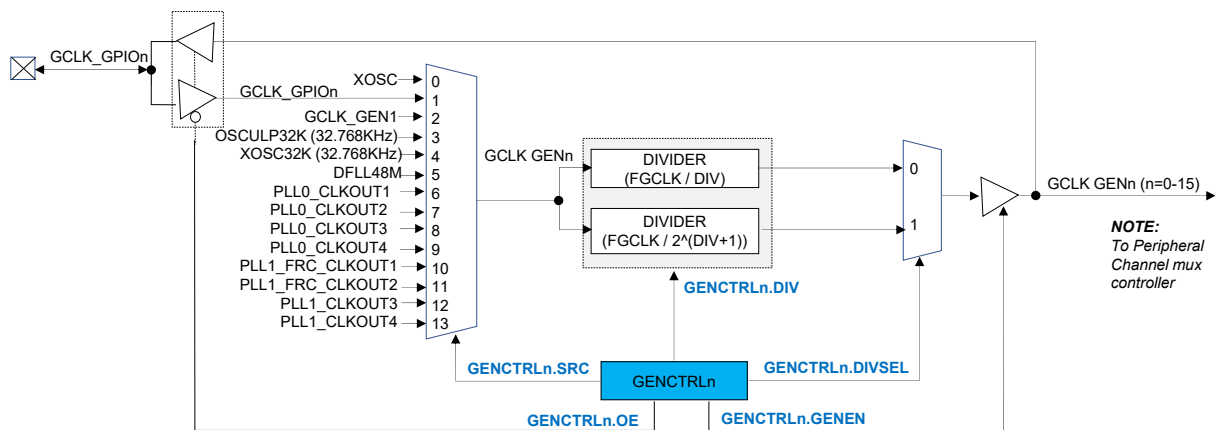 GCLK_GPIOn
GCLK_GPIOn
XOSC
GCLK_GEN1
OSCULP32K (32.768KHz)
XOSC32K (32.768KHz)
DFLL48M
PLL0_CLKOUT1
PLL0_CLKOUT2
PLL0_CLKOUT3
PLL0_CLKOUT4
PLL1_FRC_CLKOUT1
PLL1_FRC_CLKOUT2
PLL1_CLKOUT3
PLL1_CLKOUT4
0
1
2
3
4
5
6
7
8
9
10
11
12
13
GCLK GENn
DIVIDER
(FGCLK / DIV)
DIVIDER
(FGCLK / 2^(DIV+1))
GENCTRLn.DIV
0
1
GCLK GENn (n=0-15)
NOTE:
To Peripheral
Channel mux
controller
GENCTRLn.SRC
GENCTRLn
GENCTRLn.DIVSEL
GENCTRLn.OE
GENCTRLn.GENEN